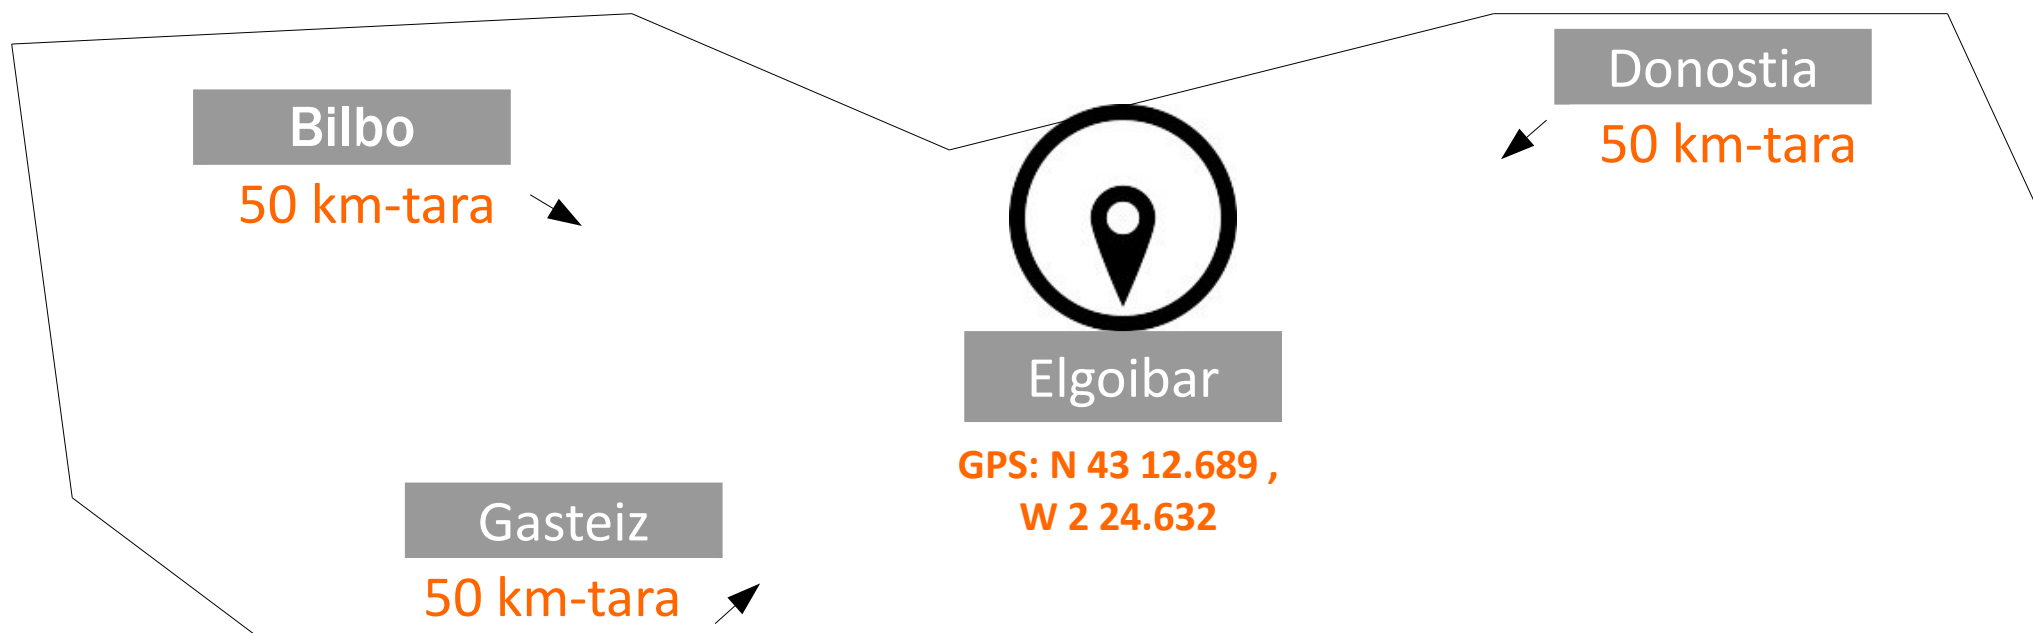 Bilbo
50 km-tara
Donostia
50 km-tara
Elgoibar
GPS: N 43 12.689 ,
W 2 24.632
Gasteiz
50 km-tara